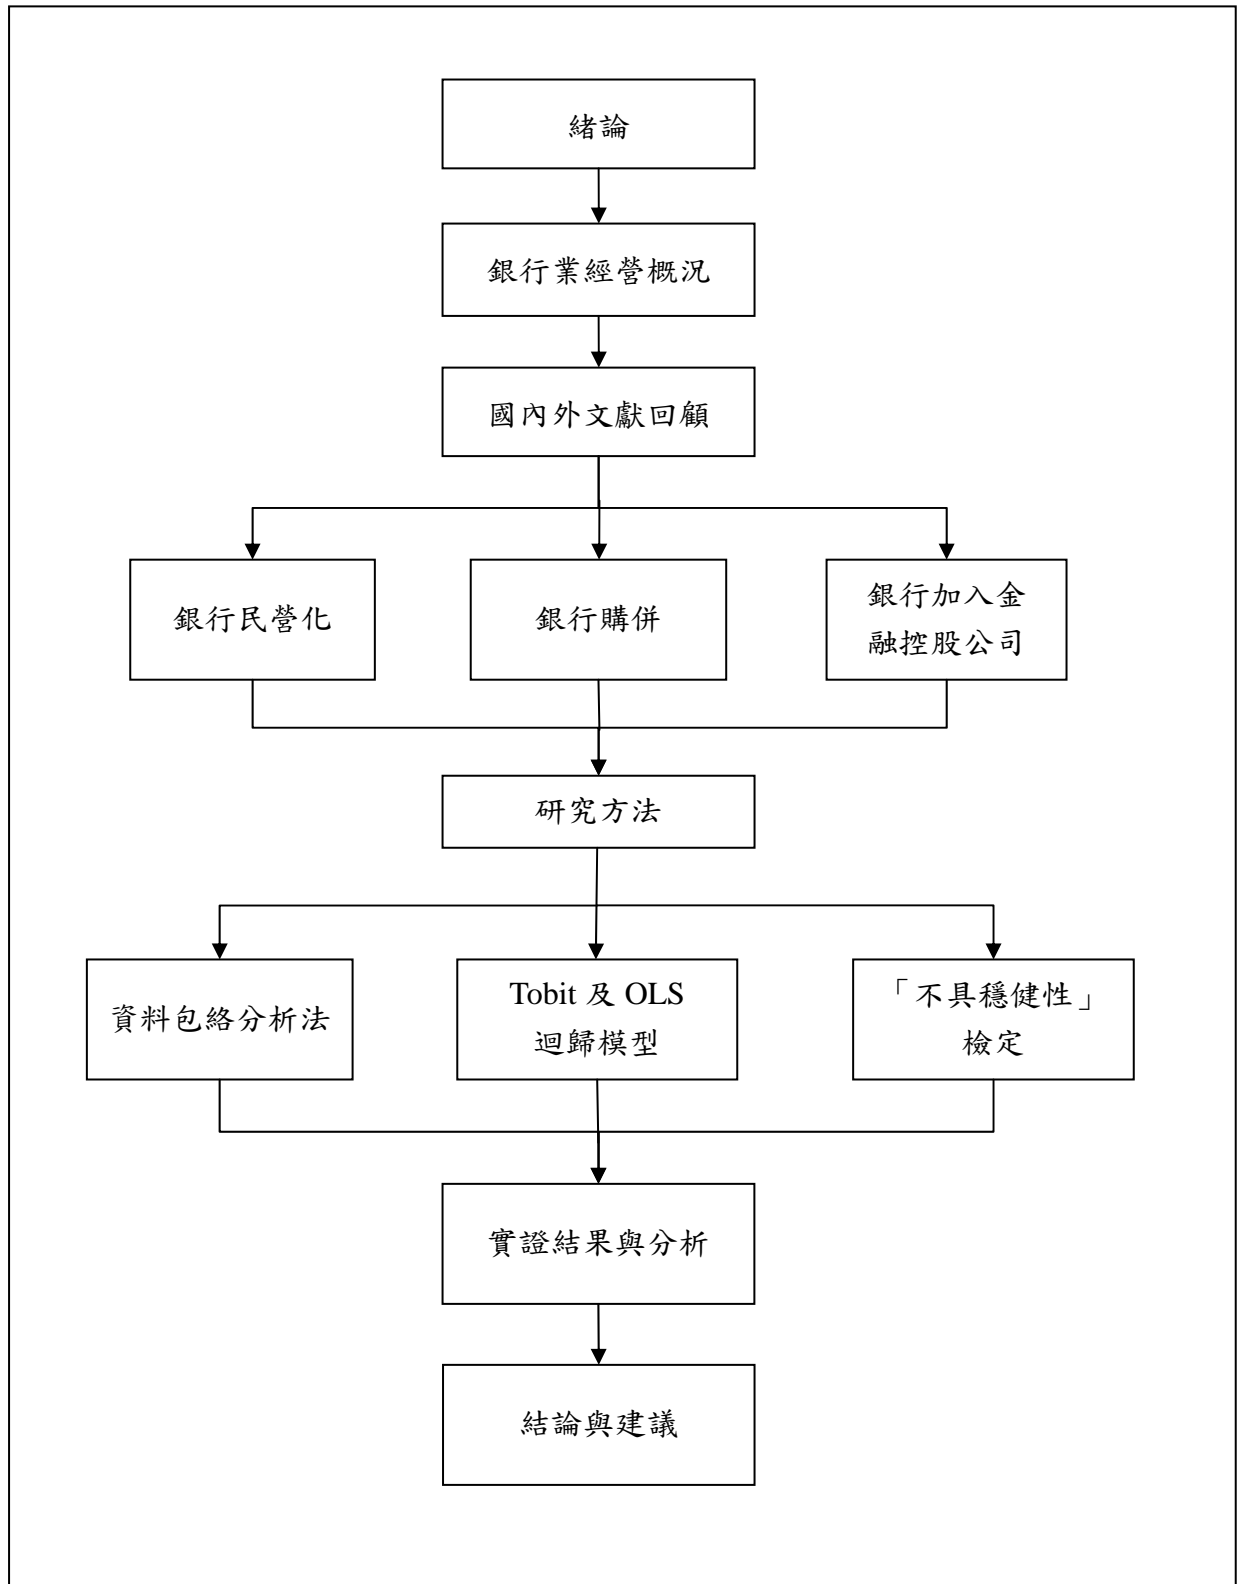 緒論
銀行業經營概況
國內外文獻回顧
銀行民營化
銀行購併
銀行加入金
融控股公司
研究方法
資料包絡分析法
Tobit 及 OLS
迴歸模型
「不具穩健性」
檢定
實證結果與分析
結論與建議